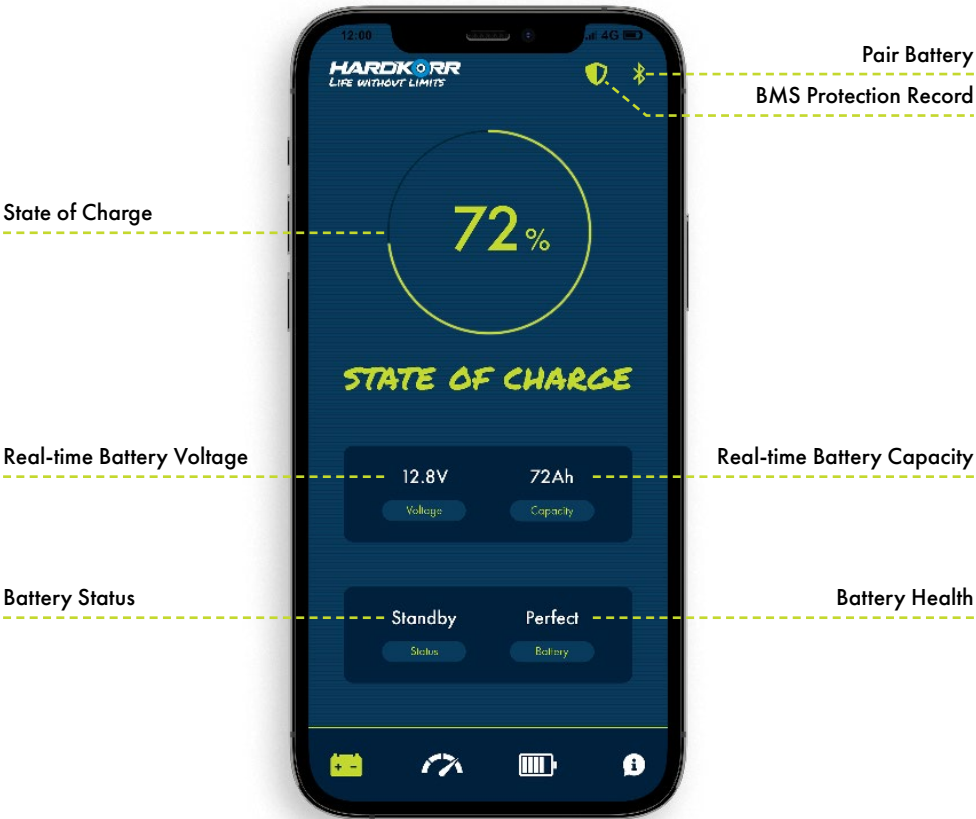 12:00
4G
HARDKORR
LIFE WITHOUT LIMITS
Pair Battery
BMS Protection Record
State of Charge
72%
STATE OF CHARGE
Real-time Battery Voltage
Real-time Battery Capacity
12.8V 72Ah
Voltage Capacity
Battery Status
Battery Health
Standby Perfect
Status Battery